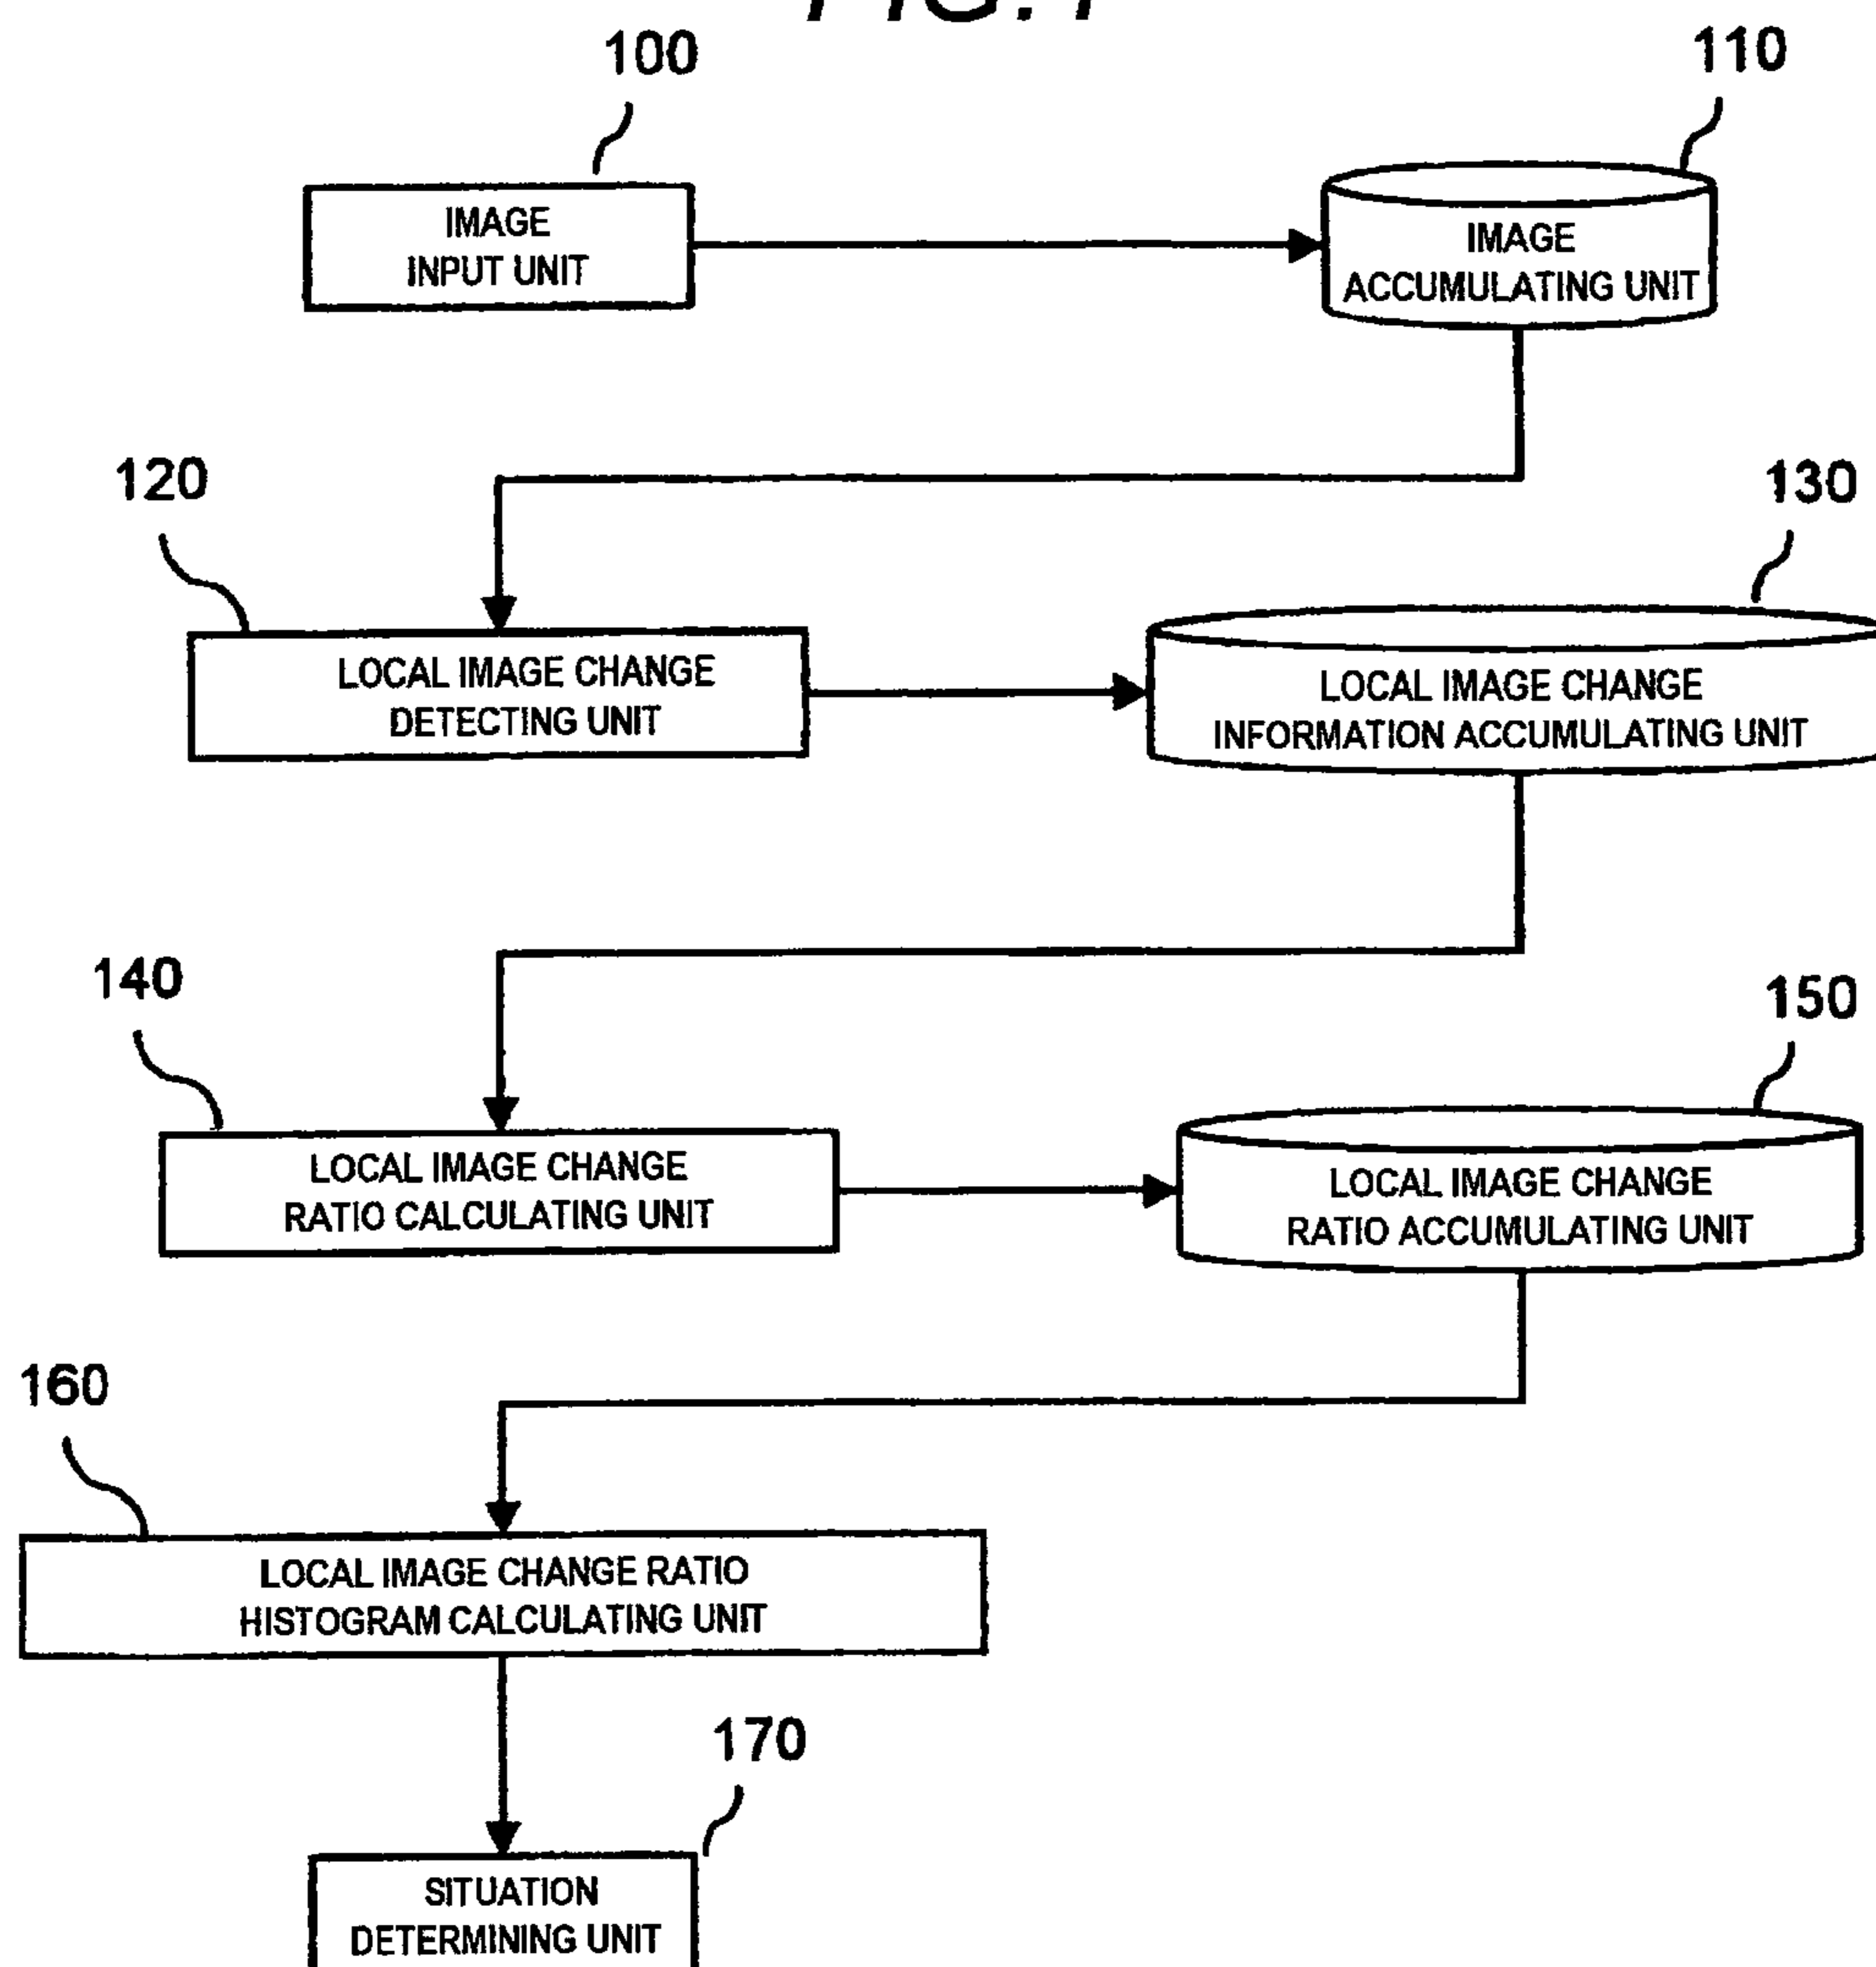 FIG. 1
100
110
IMAGE
INPUT UNIT
IMAGE
ACCUMULATING UNIT
120
130
LOCAL IMAGE CHANGE
DETECTING UNIT
LOCAL IMAGE CHANGE
INFORMATION ACCUMULATING UNIT
140
150
LOCAL IMAGE CHANGE
RATIO CALCULATING UNIT
LOCAL IMAGE CHANGE
RATIO ACCUMULATING UNIT
160
LOCAL IMAGE CHANGE RATIO
HISTOGRAM CALCULATING UNIT
170
SITUATION
DETERMINING UNIT